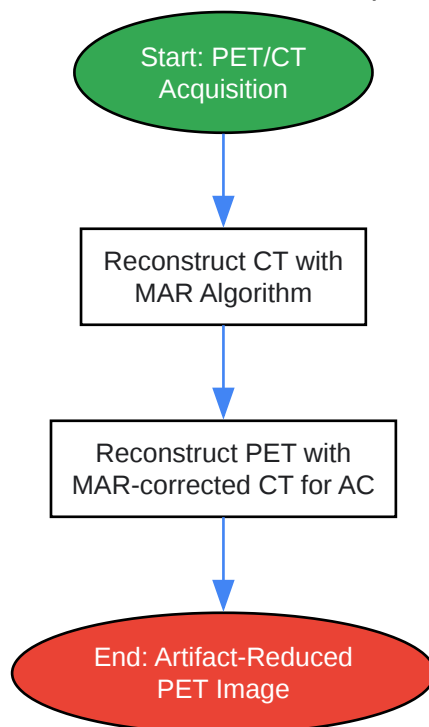 Start: PET/CT
Acquisition
Reconstruct CT with
MAR Algorithm
Reconstruct PET with
MAR-corrected CT for AC
End: Artifact-Reduced
PET Image